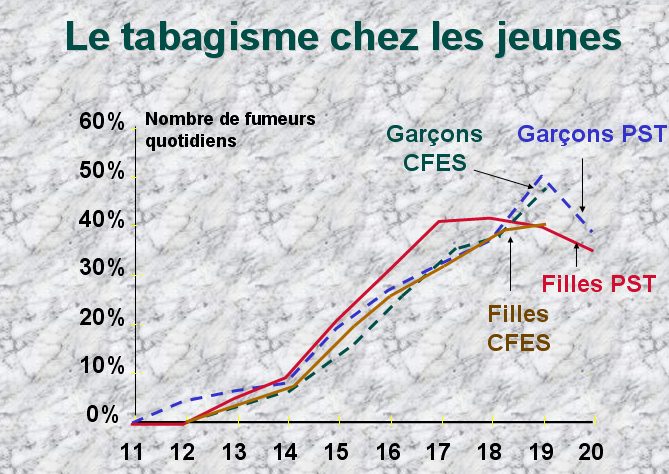 Le tabagisme chez les jeunes
60%
Nombre de fumeurs
quotidiens
Garçons
CFES
Garçons PST
50%
40%
30%
Filles PST
Filles
CFES
20%
10%
0%
11 12 13 14 15 16 17 18 19 20